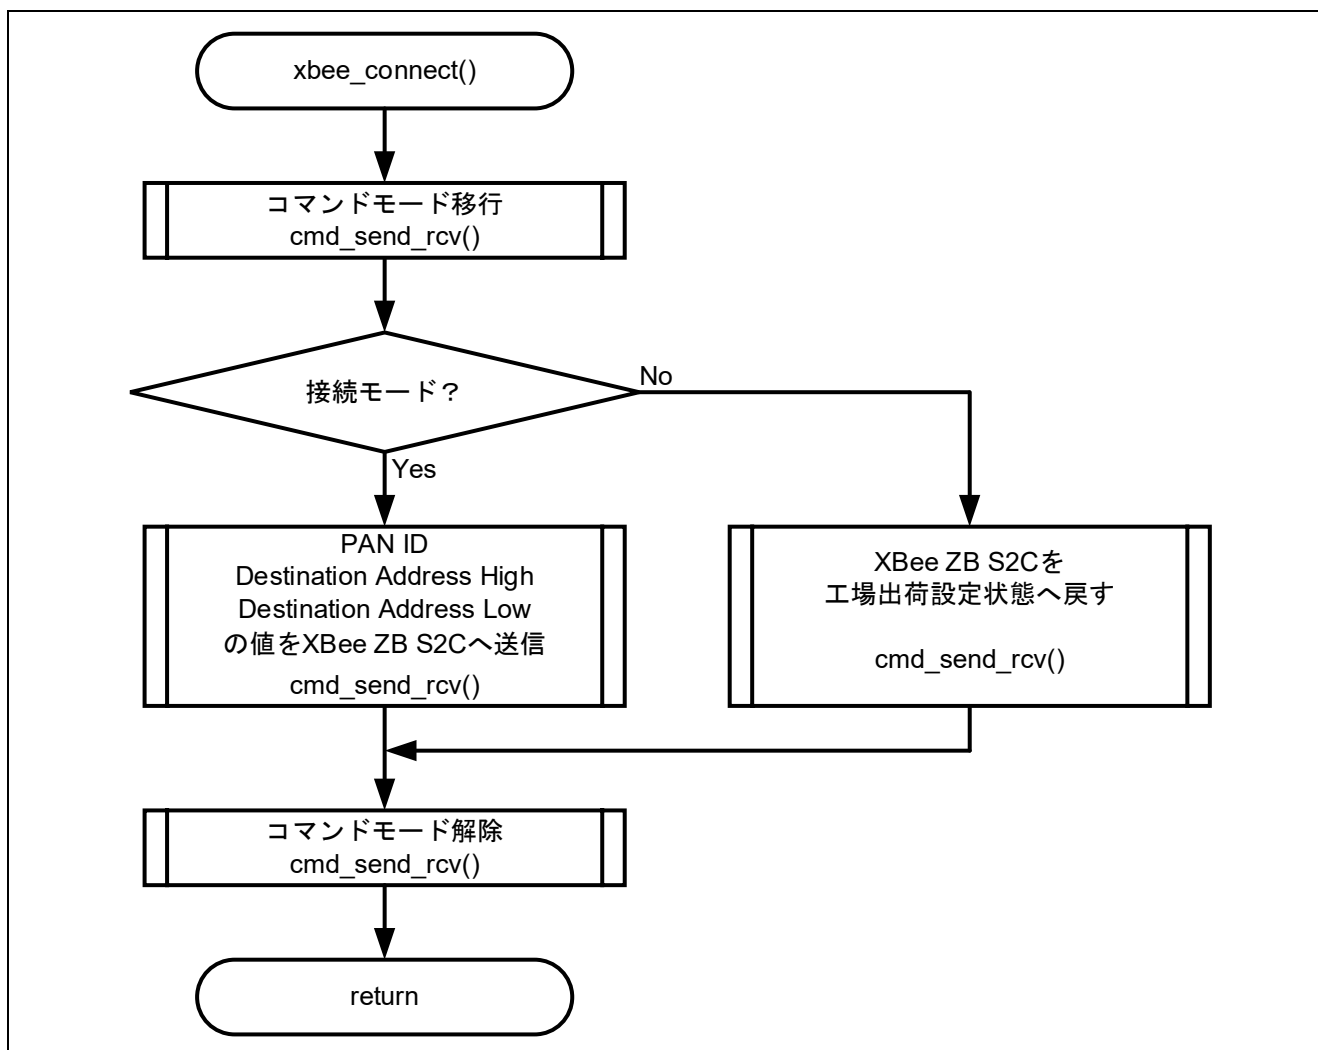 xbee_connect()
コマンドモード移行
cmd_send_rcv()
接続モード？
No
Yes
PAN ID
Destination Address High
Destination Address Low
の値をXBee ZB S2Cへ送信
cmd_send_rcv()
XBee ZB S2Cを
工場出荷設定状態へ戻す
cmd_send_rcv()
コマンドモード解除
cmd_send_rcv()
return